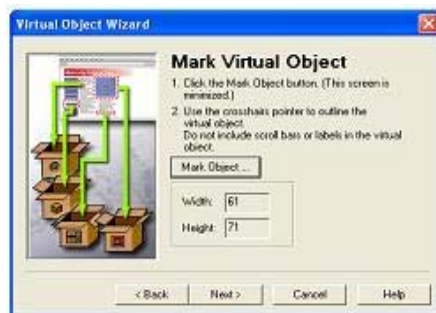 Virtual Object Wizard
Mark Virtual Object
1. Click the Mark Object button. (This screen is
minimized.)
2. Use the crosshairs pointer to outline the
virtual object.
Do not include scroll bars or labels in the virtual
object.
Mark Object ...
Width: 61
Height: 71
< Back Next > Cancel Help